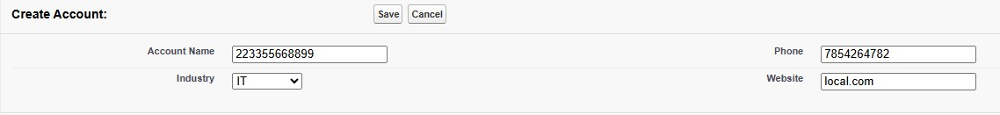 Create Account: Save Cancel
Account Name 223355668899 Phone 7854264782
Industry IT Website local.com